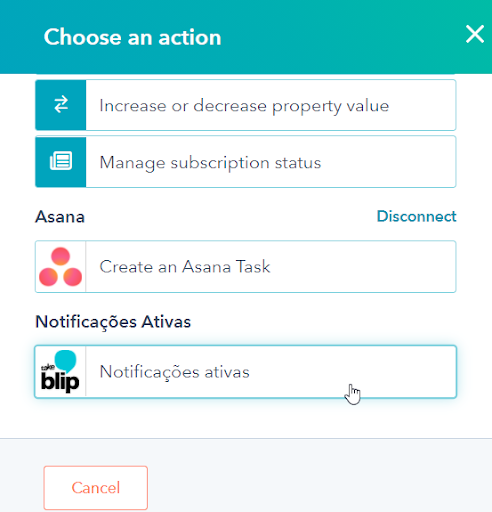 Choose an action
Increase or decrease property value
Manage subscription status
Asana
Disconnect
Create an Asana Task
Notificações Ativas
take
blip
Notificações ativas
Cancel